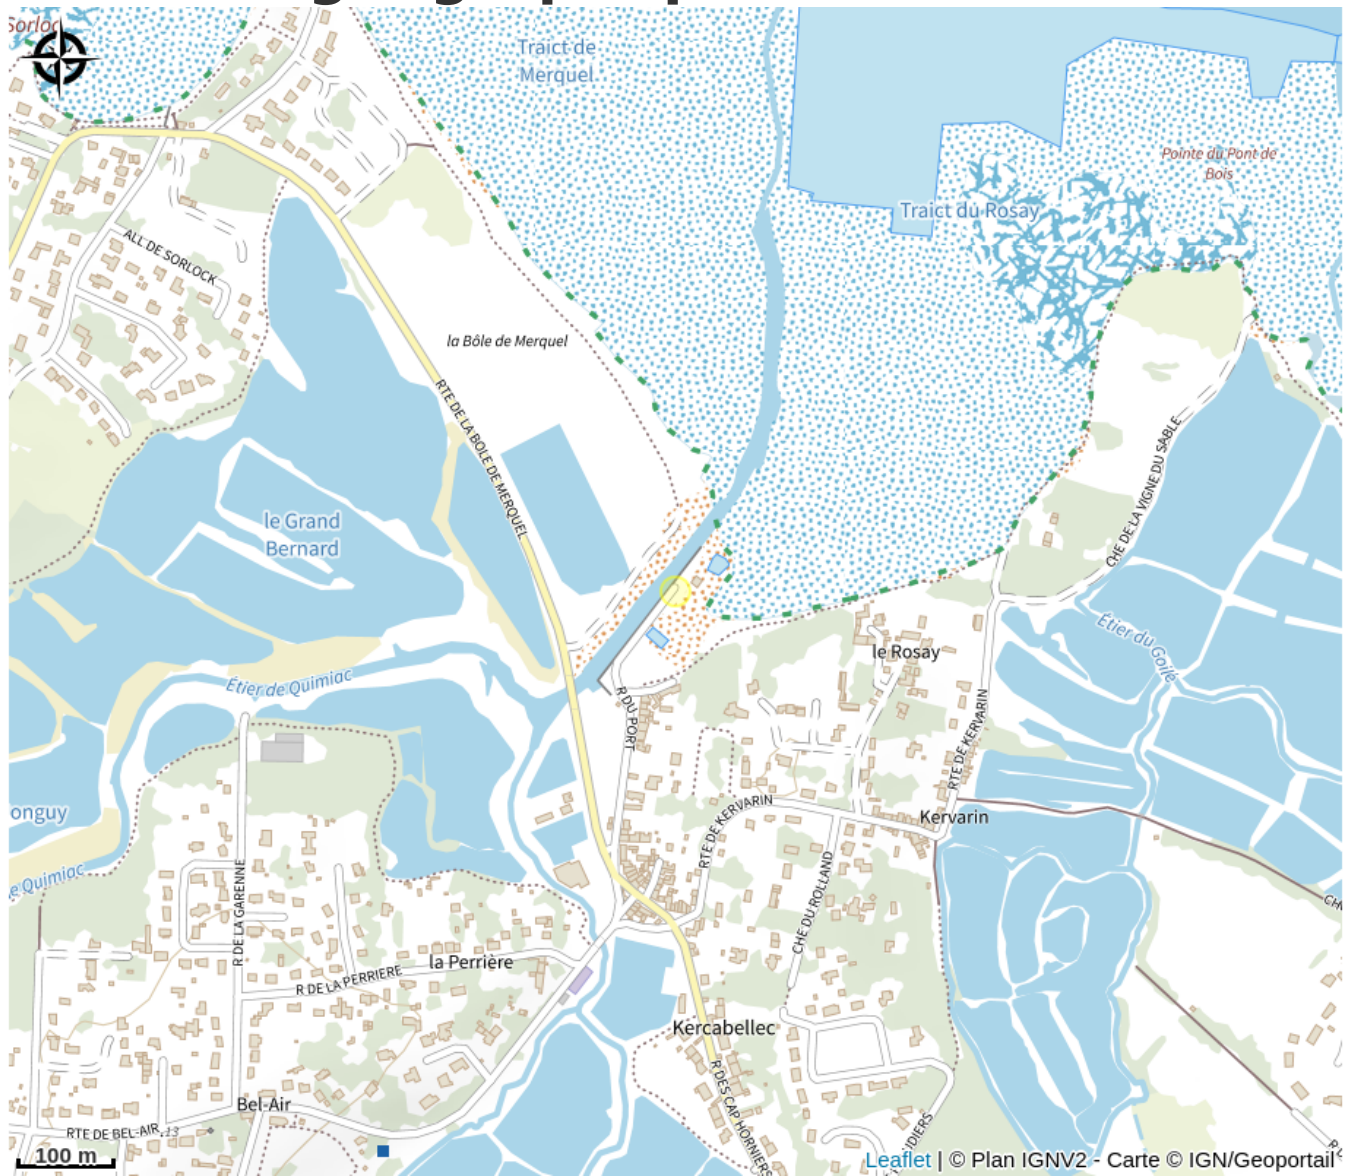 Sorloc
Traict de
Merquel
Pointe du Pont de
Bois
Traict du Rosay
ALL DE SORLOCK
la Bôle de Merquel
RTE DE LA BOLE DE MERQUEL
CHE DE LA VIGNE DU SABLE
le Grand
Bernard
Étier du Goilé
le Rosay
Étier de Quimiac
R DU PORT
RTE DE KERVARIN
onguy
RTE DE KERVARIN
Kervarin
e Quimiac
R DE LA GARENNE
CHE DU ROLLAND
CH
la Perrière
R DE LA PERRIERE
Kercabellec
R DES CAP HORNIERS
Bel-Air
RTE DE BEL-AIR
13
UDIERS
100 m
Leaflet | © Plan IGNV2 - Carte © IGN/Geoportail